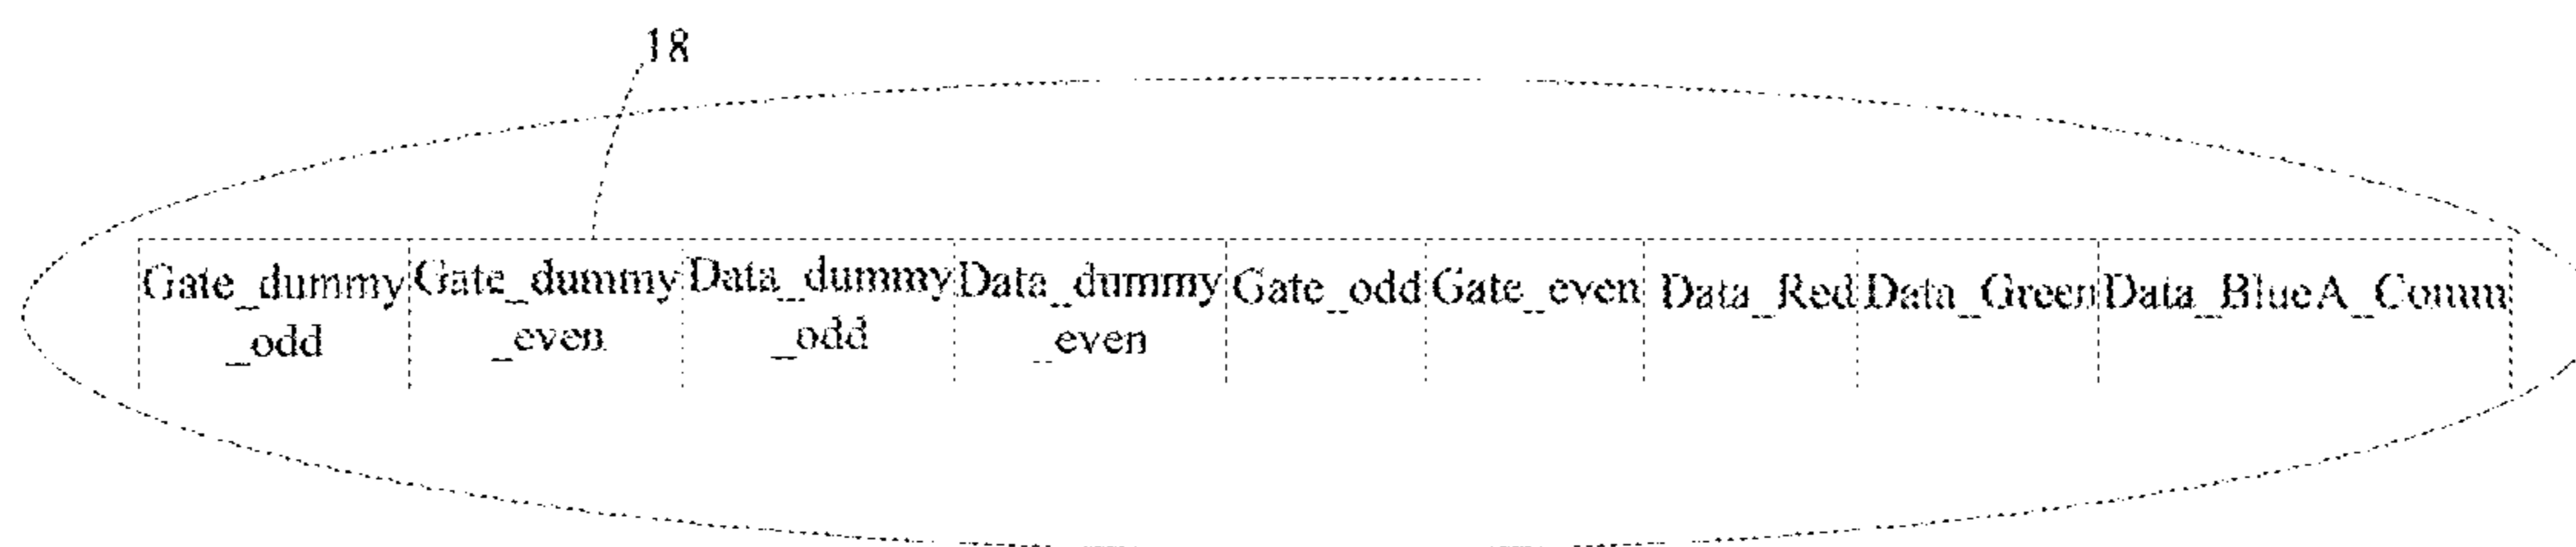 18
Gate_dummy Gate_dummy Data_dummy Data_dummy Gate_odd Gate_even Data_Red Data_Green Data_BlueA_Comm
_odd _even _odd _even